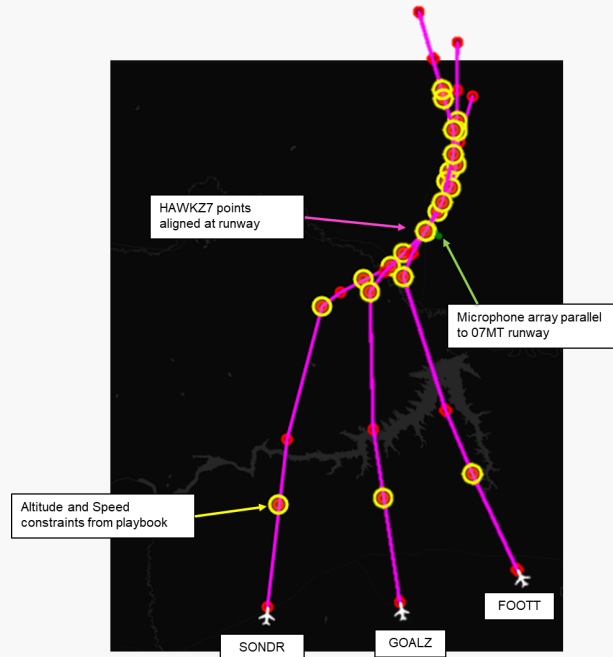 HAWKZ7 points
aligned at runway
Microphone array parallel
to 07MT runway
Altitude and Speed
constraints from playbook
FOOTT
SONDR
GOALZ